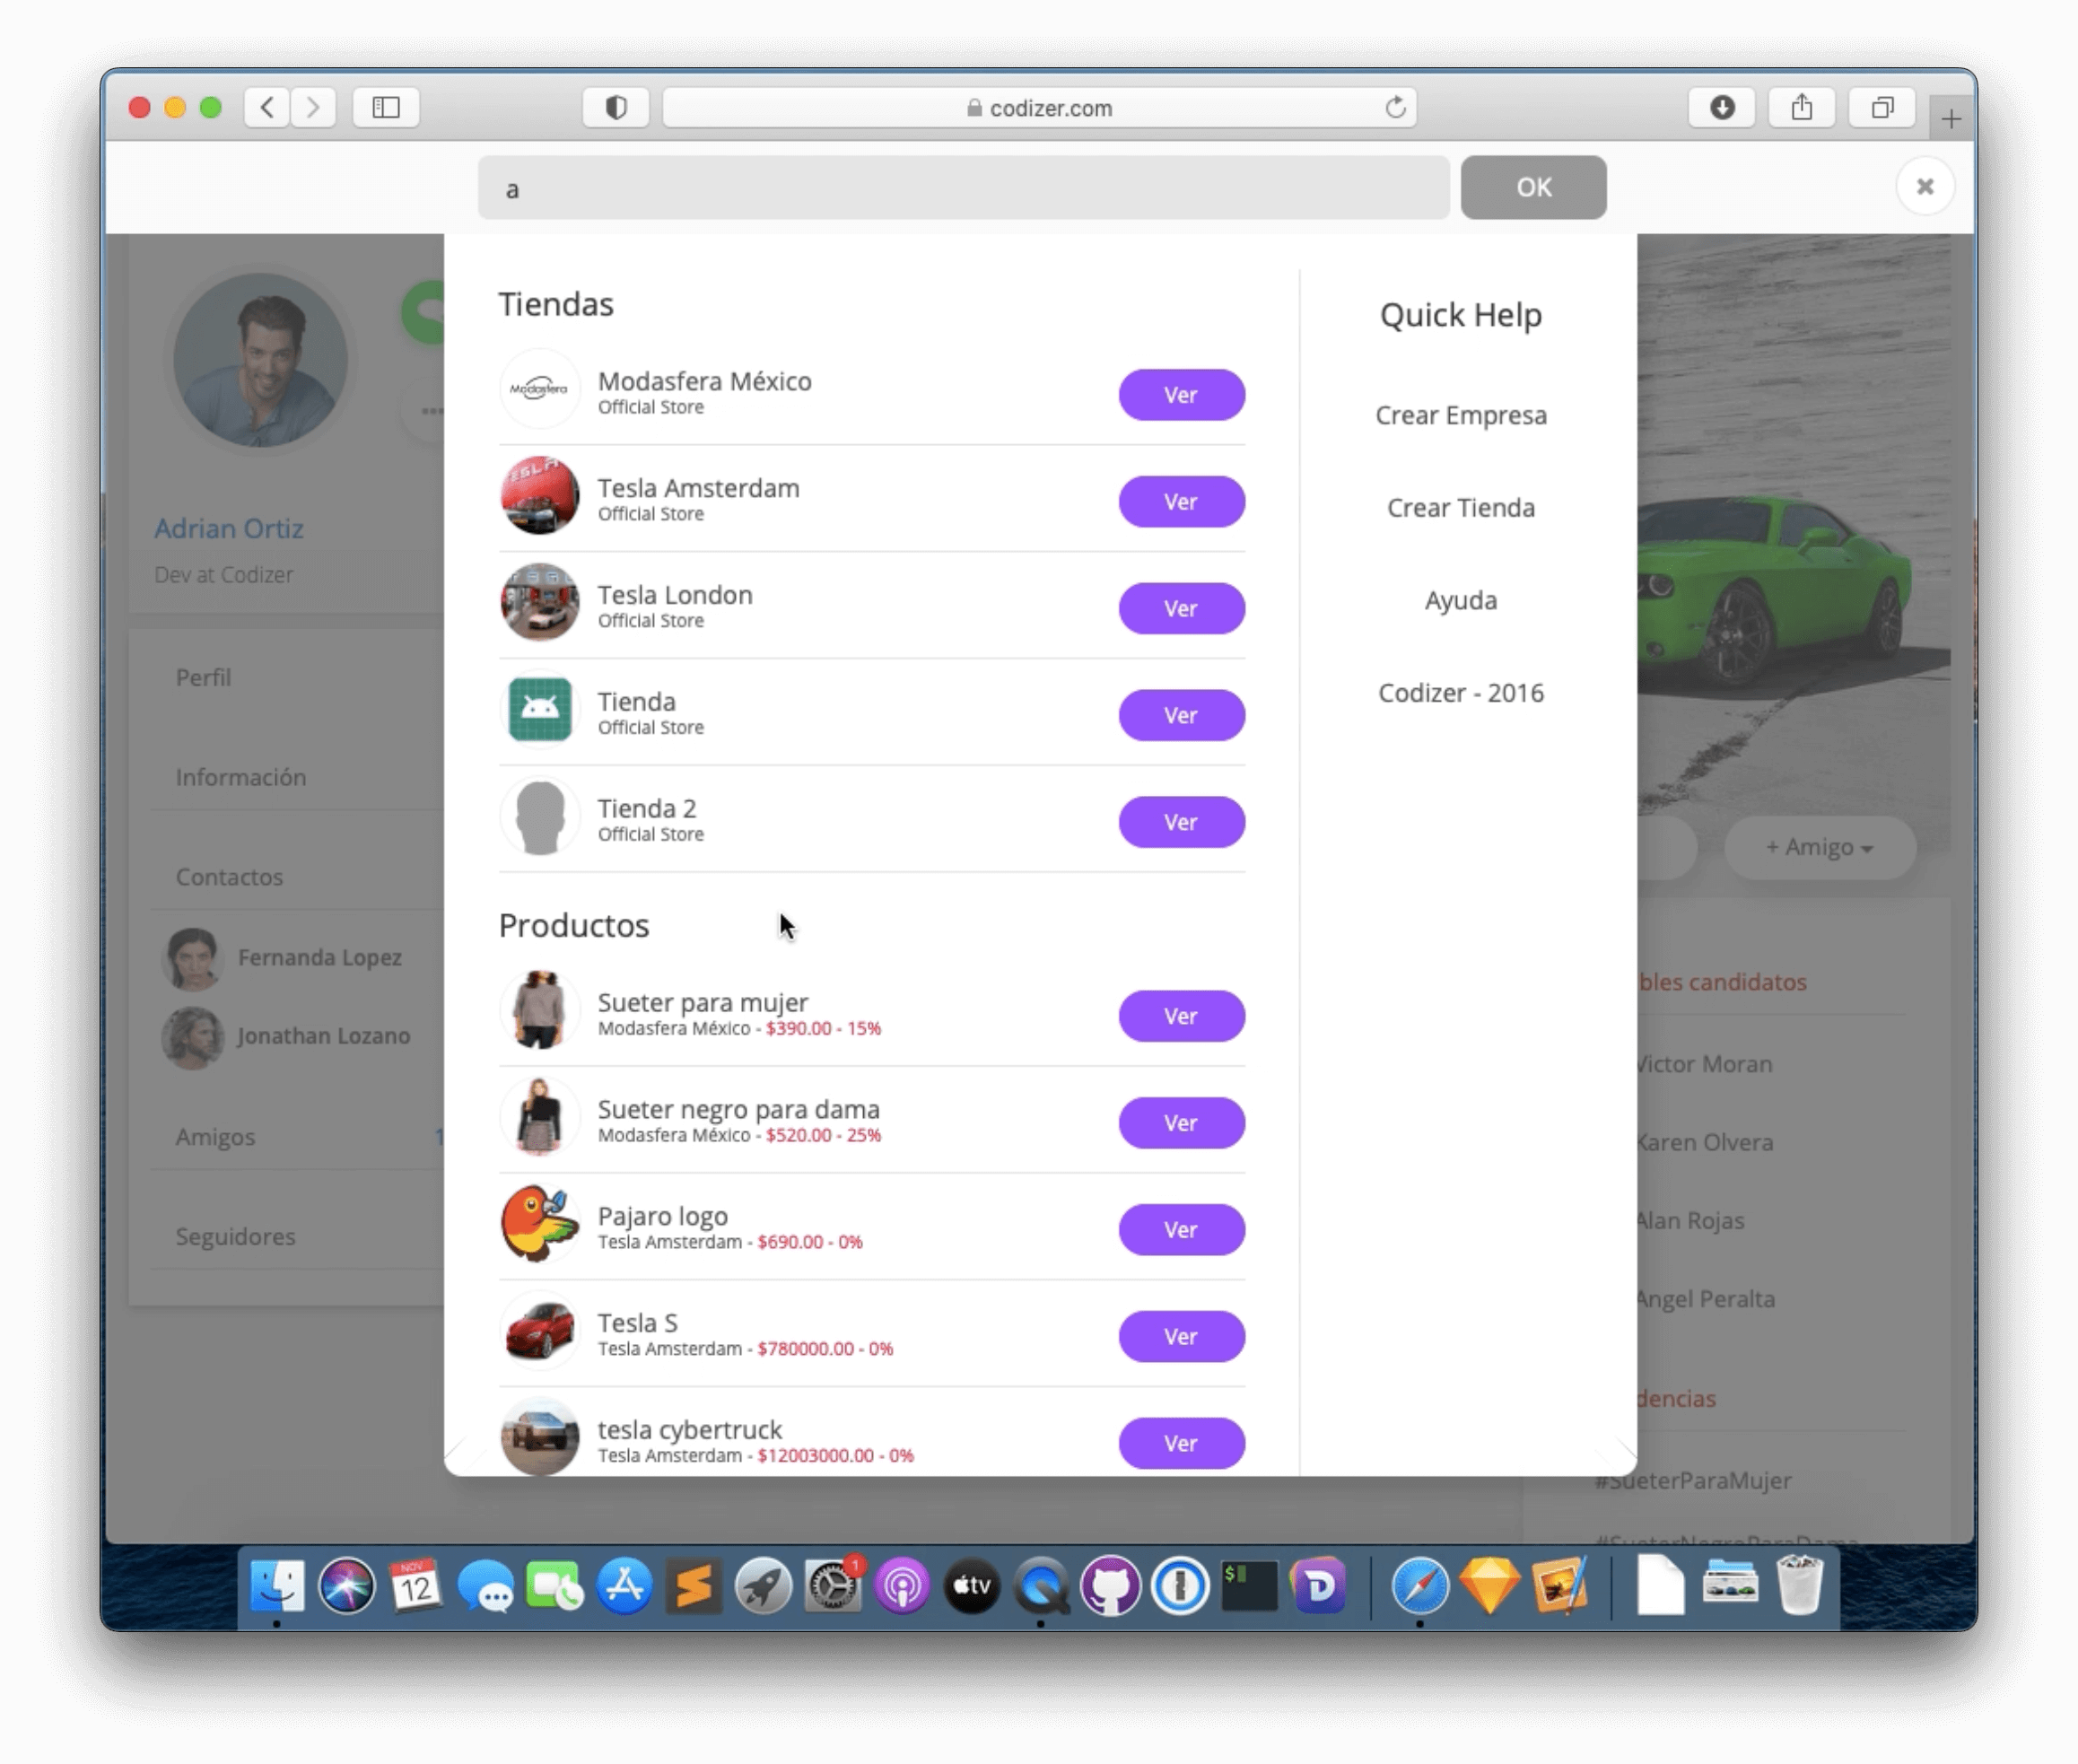 codizer.com
a
OK
Tiendas
Modasfera
Modasfera México
Official Store
Ver
TESLA
Tesla Amsterdam
Official Store
Ver
Tesla London
Official Store
Ver
Tienda
Official Store
Ver
Tienda 2
Official Store
Ver
Productos
Sueter para mujer
Modasfera México - $390.00 - 15%
Ver
Sueter negro para dama
Modasfera México - $520.00 - 25%
Ver
Pajaro logo
Tesla Amsterdam - $690.00 - 0%
Ver
Tesla S
Tesla Amsterdam - $780000.00 - 0%
Ver
tesla cybertruck
Tesla Amsterdam - $12003000.00 - 0%
Ver
Quick Help
Crear Empresa
Crear Tienda
Ayuda
Codizer - 2016
Adrian Ortiz
Dev at Codizer
Perfil
Información
Contactos
Fernanda Lopez
Jonathan Lozano
Amigos
1
Seguidores
+ Amigo
bles candidatos
Victor Moran
Karen Olvera
Alan Rojas
Angel Peralta
dencias
#SueterParaMujer
#SueterNegroParaDama
NOV
12
1
tv
$
D